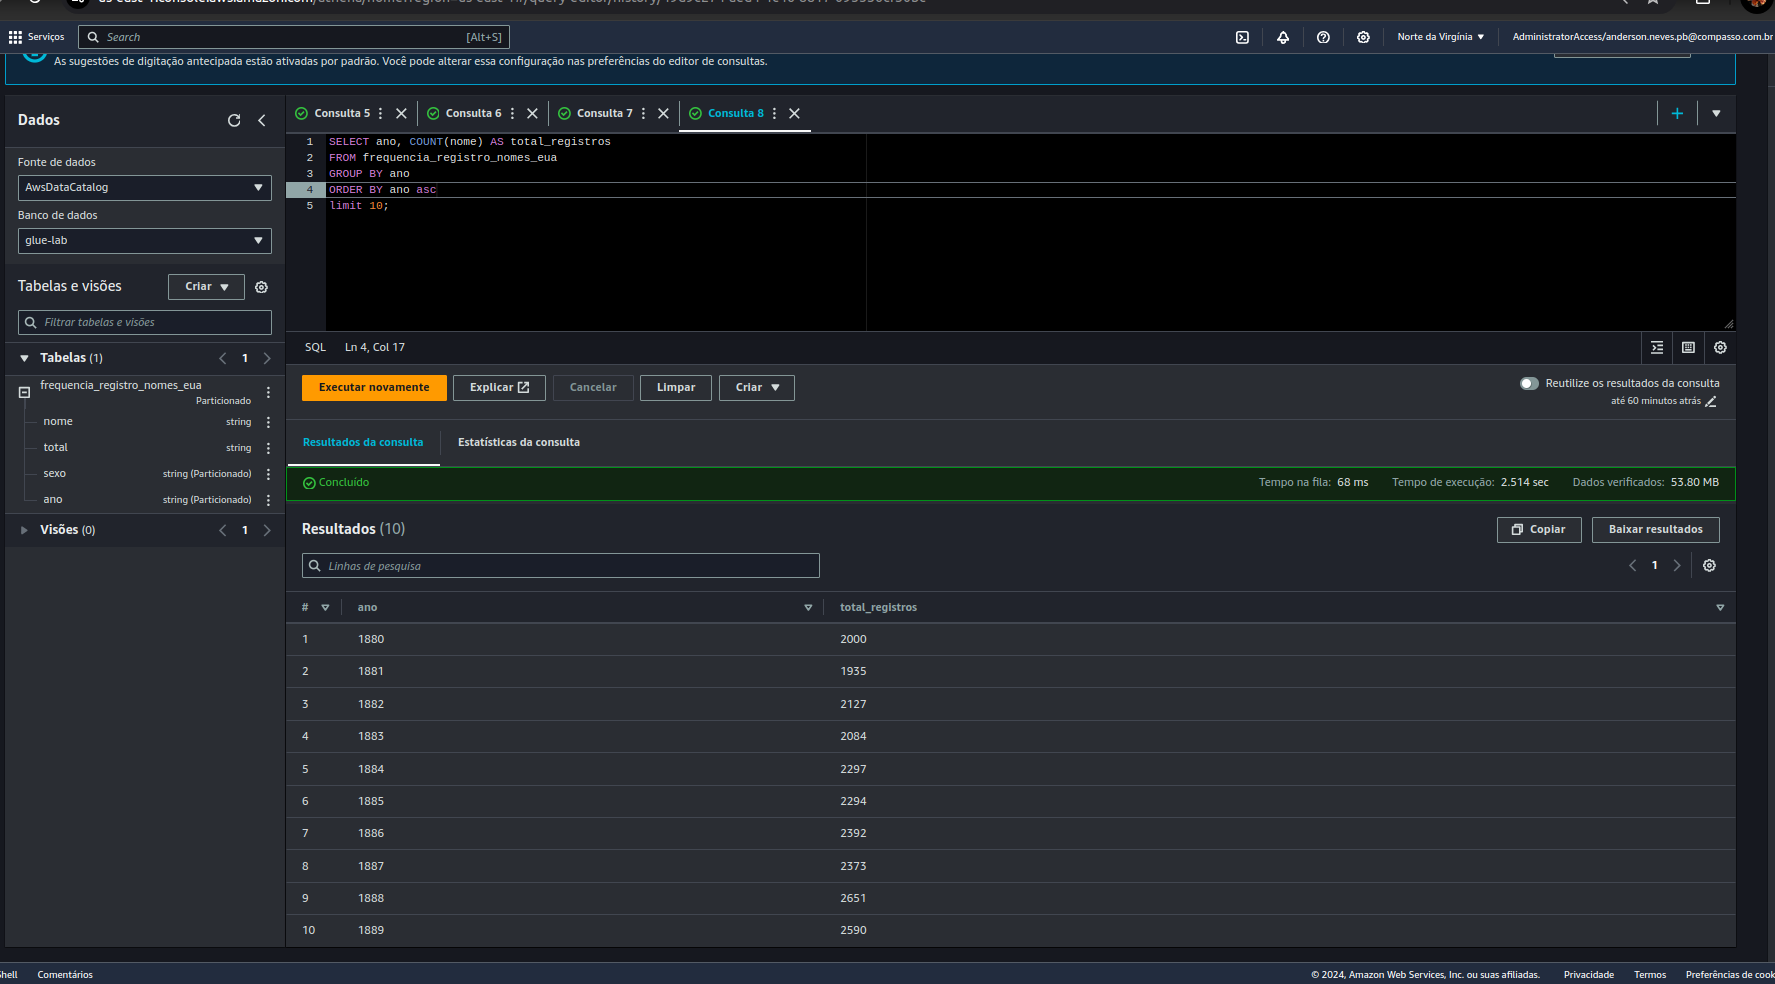 Serviços
Search
[Alt+S]
Norte da Virgínia
AdministratorAccess/anderson.neves.pb@compasso.com.br
As sugestões de digitação antecipada estão ativadas por padrão. Você pode alterar essa configuração nas preferências do editor de consultas.
Dados
Fonte de dados
AwsDataCatalog
Banco de dados
glue-lab
Tabelas e visões
Criar
Filtrar tabelas e visões
Tabelas (1)
1
frequencia_registro_nomes_eua
Particionado
nome string
total string
sexo string (Particionado)
ano string (Particionado)
Visões (0)
1
Consulta 5
Consulta 6
Consulta 7
Consulta 8
1 SELECT ano, COUNT(nome) AS total_registros
2 FROM frequencia_registro_nomes_eua
3 GROUP BY ano
4 ORDER BY ano asc
5 limit 10;
SQL Ln 4, Col 17
Executar novamente
Explicar
Cancelar
Limpar
Criar
Reutilize os resultados da consulta
até 60 minutos atrás
Resultados da consulta
Estatísticas da consulta
Concluído
Tempo na fila: 68 ms
Tempo de execução: 2.514 sec
Dados verificados: 53.80 MB
Resultados (10)
Copiar
Baixar resultados
Linhas de pesquisa
1
# ano total_registros
1 1880 2000
2 1881 1935
3 1882 2127
4 1883 2084
5 1884 2297
6 1885 2294
7 1886 2392
8 1887 2373
9 1888 2651
10 1889 2590
Comentários
© 2024, Amazon Web Services, Inc. ou suas afiliadas.
Privacidade
Termos
Preferências de